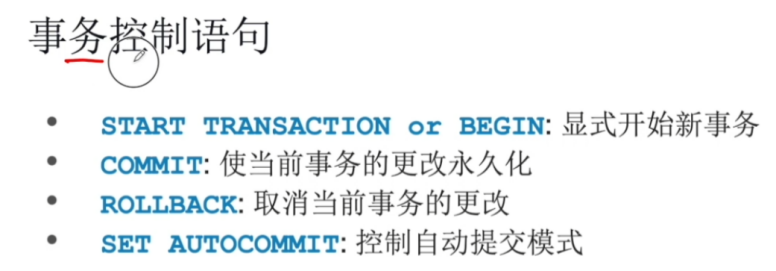 事务控制语句
• START TRANSACTION or BEGIN: 显式开始新事务
• COMMIT: 使当前事务的更改永久化
• ROLLBACK: 取消当前事务的更改
• SET AUTOCOMMIT: 控制自动提交模式